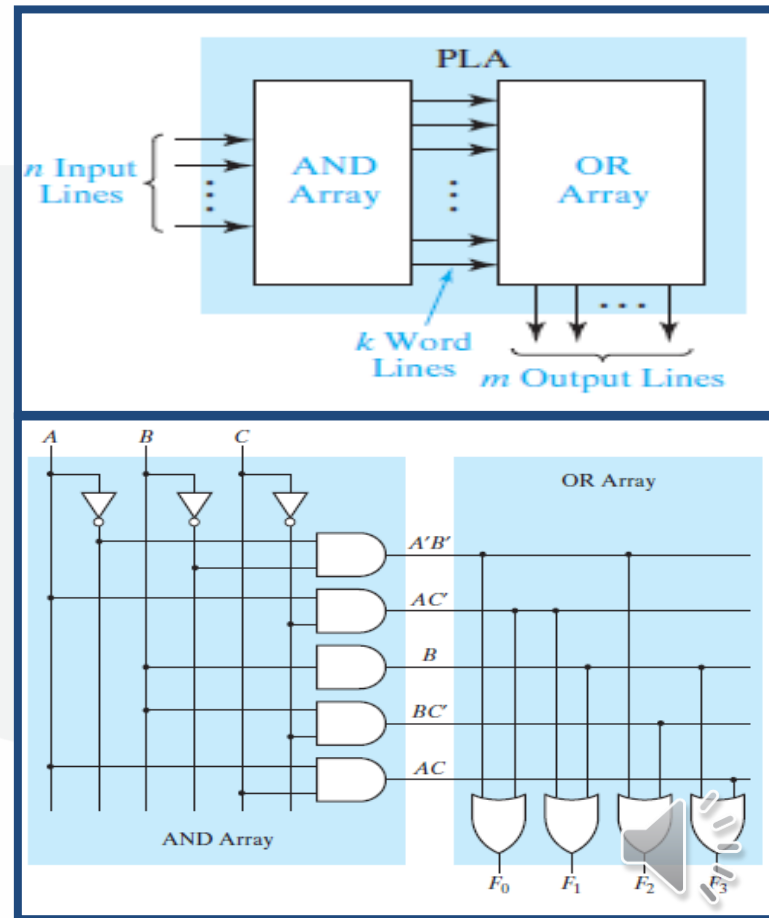 PLA
n Input
Lines
AND
Array
OR
Array
k Word
Lines
m Output Lines
A B C
OR Array
A'B'
AC'
B
BC'
AC
AND Array
F0 F1 F2 F3